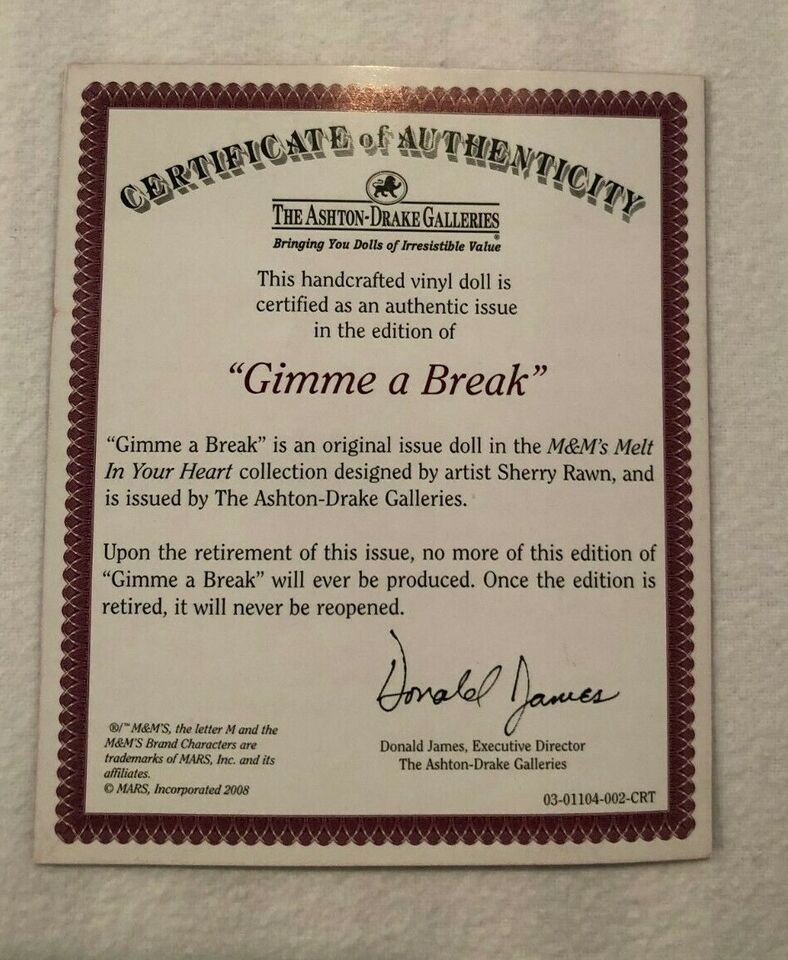 CERTIFICATE of AUTHENTICITY
THE ASHTON-DRAKE GALLERIES
®
Bringing You Dolls of Irresistible Value
This handcrafted vinyl doll is
certified as an authentic issue
in the edition of
“Gimme a Break”
“Gimme a Break” is an original issue doll in the M&M's Melt
In Your Heart collection designed by artist Sherry Rawn, and
is issued by The Ashton-Drake Galleries.
Upon the retirement of this issue, no more of this edition of
“Gimme a Break” will ever be produced. Once the edition is
retired, it will never be reopened.
Donald James
®/™ M&M'S, the letter M and the
M&M'S Brand Characters are
trademarks of MARS, Inc. and its
affiliates.
© MARS, Incorporated 2008
Donald James, Executive Director
The Ashton-Drake Galleries
03-01104-002-CRT